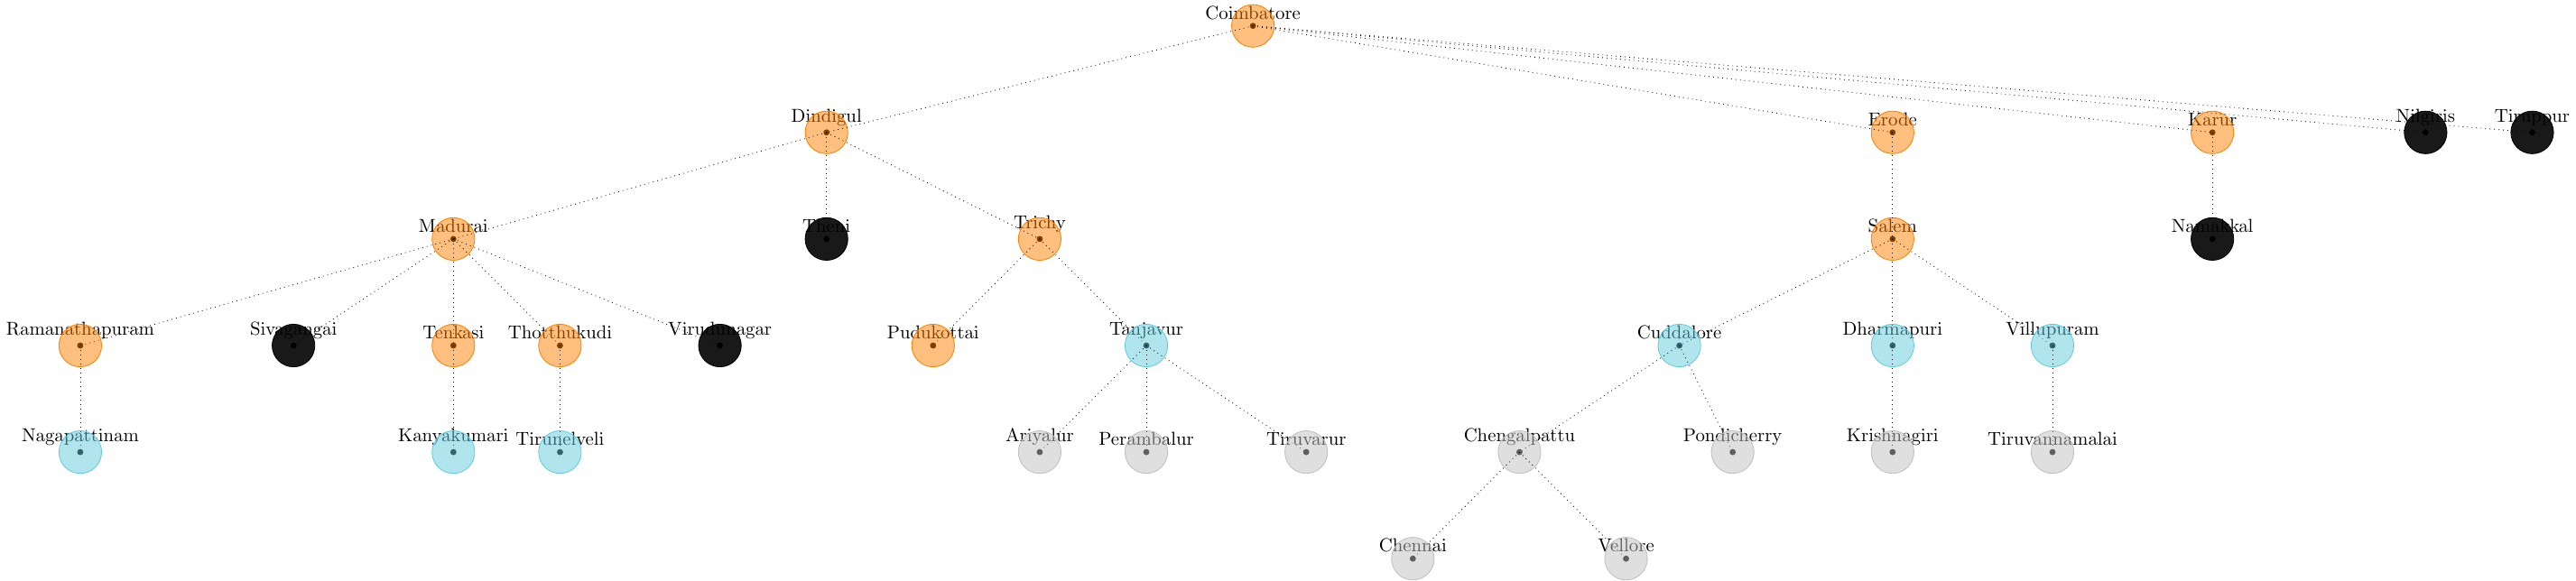 Coimbatore
Dindigul
Erode
Karur
Nilgiris
Tiruppur
Madurai
Theni
Trichy
Salem
Namakkal
Ramanathapuram
Sivagangai
Tenkasi
Thotthukudi
Virudunagar
Pudukottai
Tanjavur
Cuddalore
Dharmapuri
Villupuram
Nagapattinam
Kanyakumari
Tirunelveli
Ariyalur
Perambalur
Tiruvarur
Chengalpattu
Pondicherry
Krishnagiri
Tiruvannamalai
Chennai
Vellore